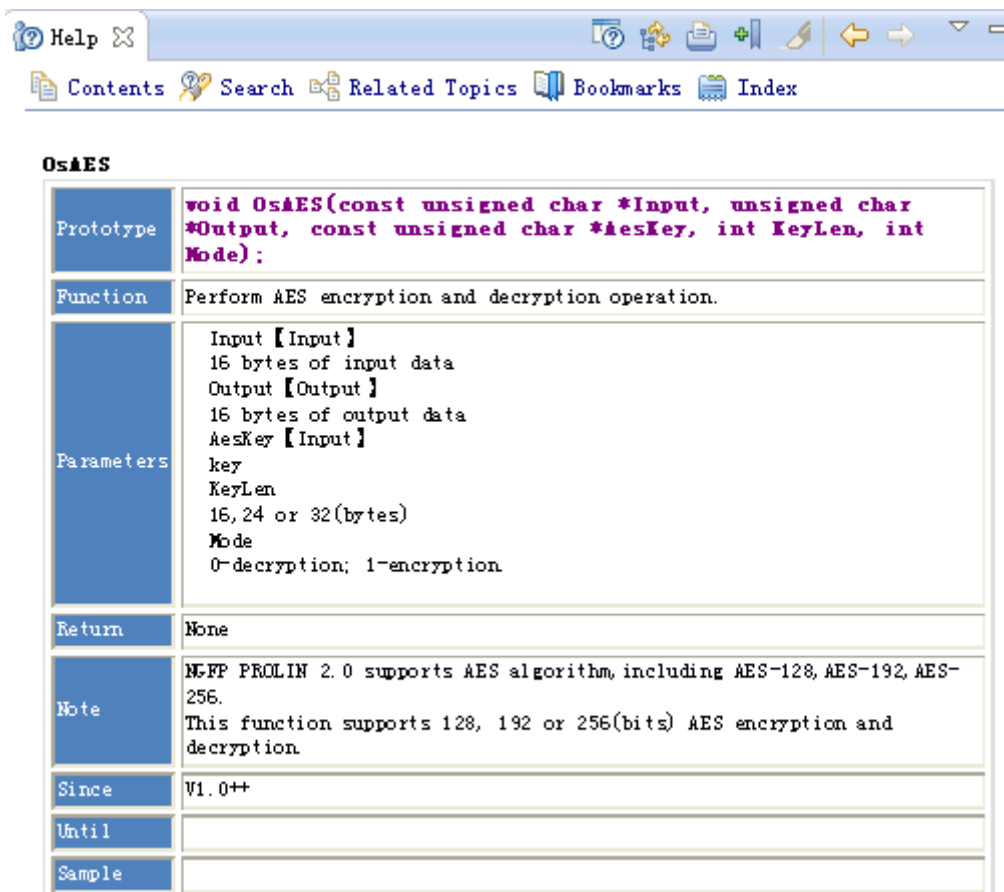 Help
Contents Search Related Topics Bookmarks Index
OsAES
Prototype
void OsAES(const unsigned char *Input, unsigned char
*Output, const unsigned char *AesKey, int KeyLen, int
Mode);
Function
Perform AES encryption and decryption operation.
Parameters
Input【Input】
16 bytes of input data
Output【Output】
16 bytes of output data
AesKey【Input】
key
KeyLen
16,24 or 32(bytes)
Mode
0-decryption; 1-encryption
Return
None
Note
NGFP PROLIN 2.0 supports AES algorithm,including AES-128,AES-192,AES-
256.
This function supports 128, 192 or 256(bits) AES encryption and
decryption
Since
V1.0++
Until
Sample